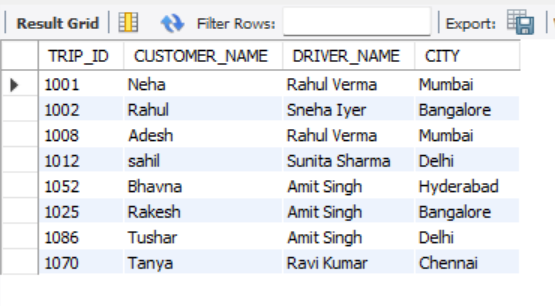 Result Grid Filter Rows: Export:
TRIP_ID CUSTOMER_NAME DRIVER_NAME CITY
1001 Neha Rahul Verma Mumbai
1002 Rahul Sneha Iyer Bangalore
1008 Adesh Rahul Verma Mumbai
1012 sahil Sunita Sharma Delhi
1052 Bhavna Amit Singh Hyderabad
1025 Rakesh Amit Singh Bangalore
1086 Tushar Amit Singh Delhi
1070 Tanya Ravi Kumar Chennai